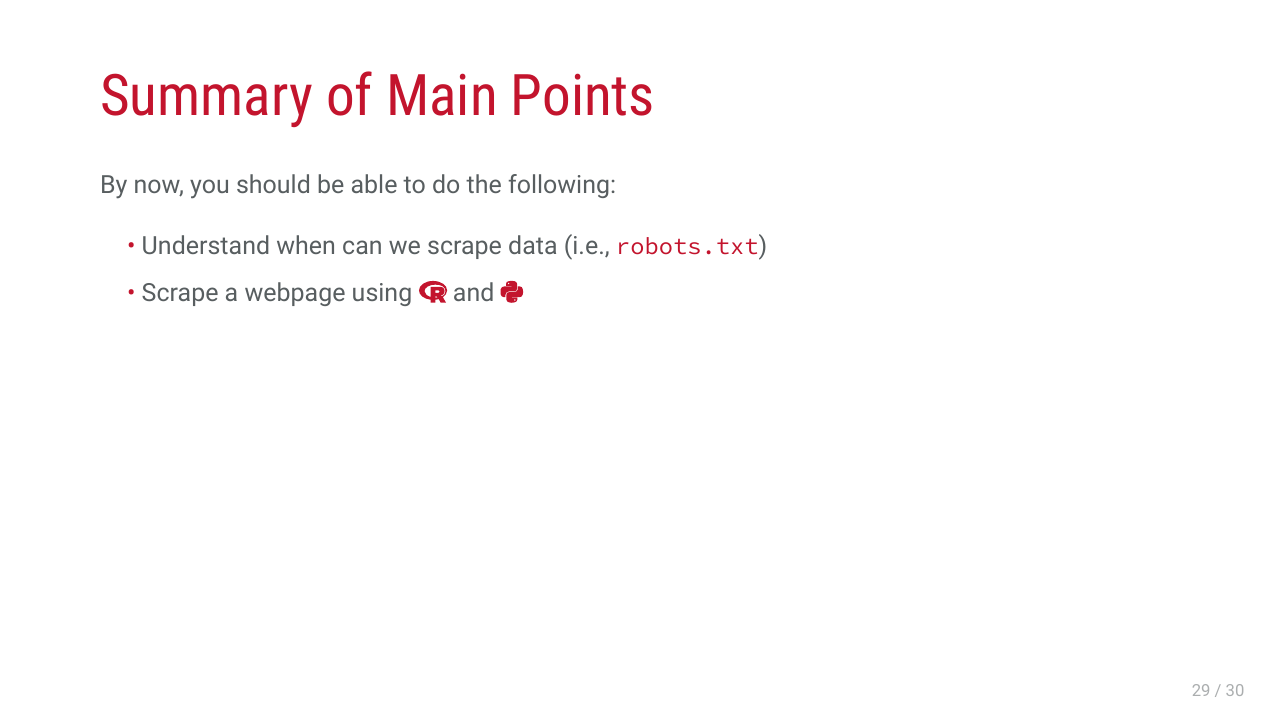 Summary of Main Points
By now, you should be able to do the following:
• Understand when can we scrape data (i.e., robots.txt)
• Scrape a webpage using R and
29 / 30